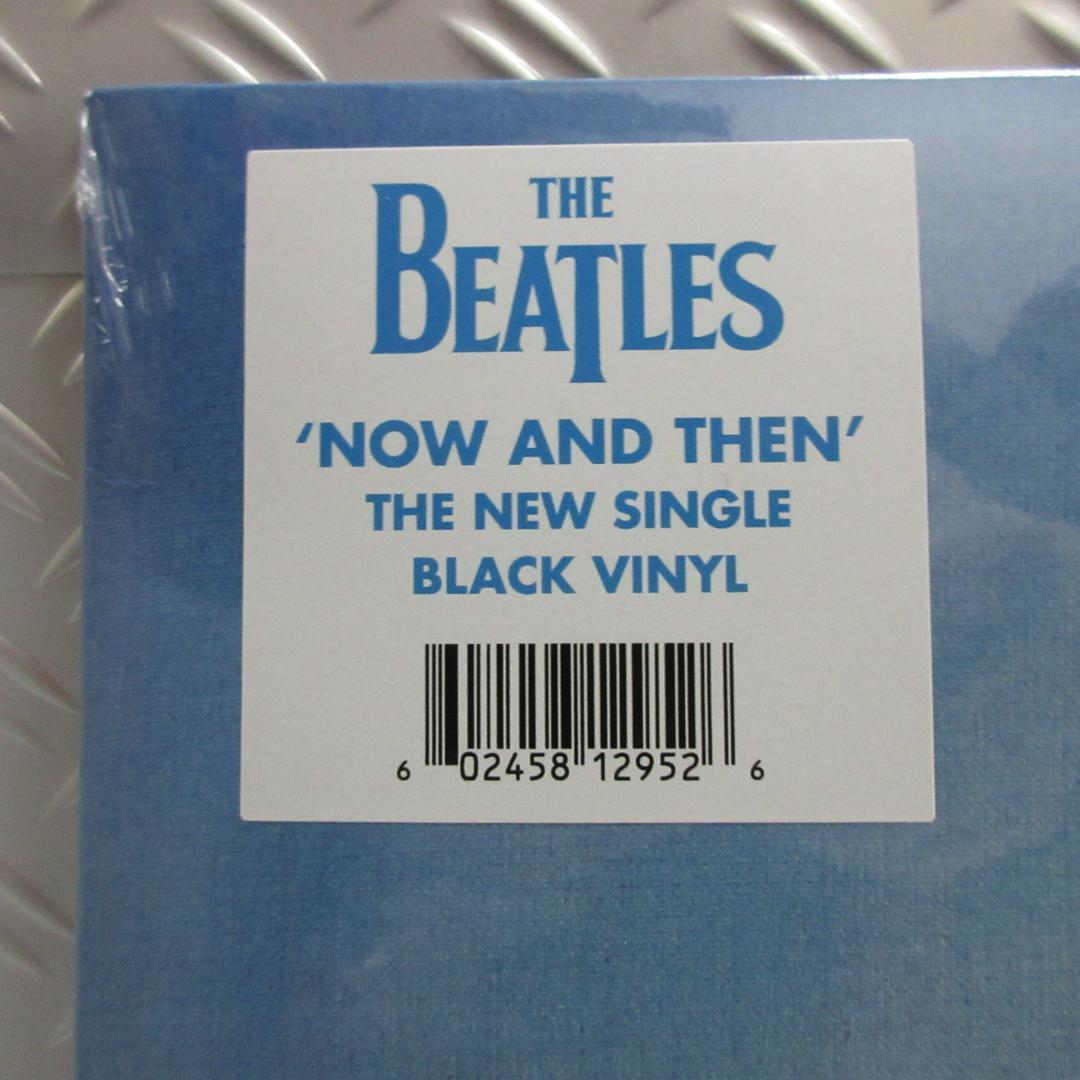 THE
BEATLES
‘NOW AND THEN’
THE NEW SINGLE
BLACK VINYL
6 02458 12952 6